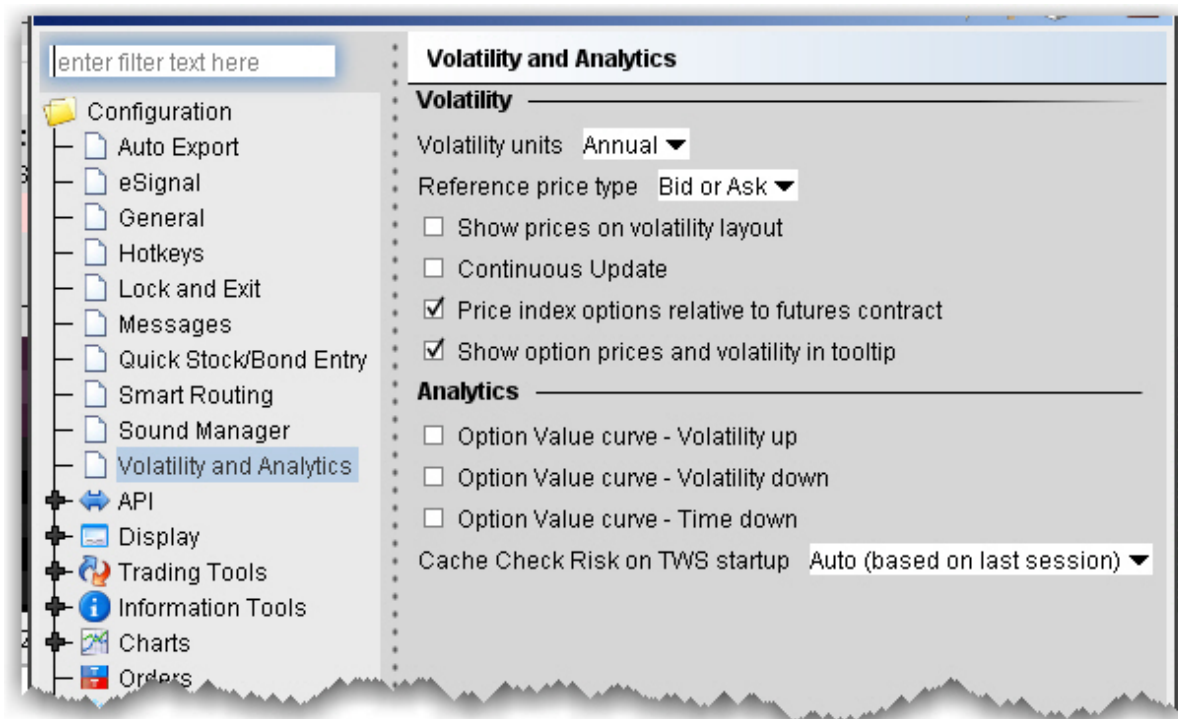 enter filter text here
Configuration
Auto Export
eSignal
General
Hotkeys
Lock and Exit
Messages
Quick Stock/Bond Entry
Smart Routing
Sound Manager
Volatility and Analytics
API
Display
Trading Tools
Information Tools
Charts
Orders
Volatility and Analytics
Volatility
Volatility units Annual
Reference price type Bid or Ask
Show prices on volatility layout
Continuous Update
Price index options relative to futures contract
Show option prices and volatility in tooltip
Analytics
Option Value curve - Volatility up
Option Value curve - Volatility down
Option Value curve - Time down
Cache Check Risk on TWS startup Auto (based on last session)